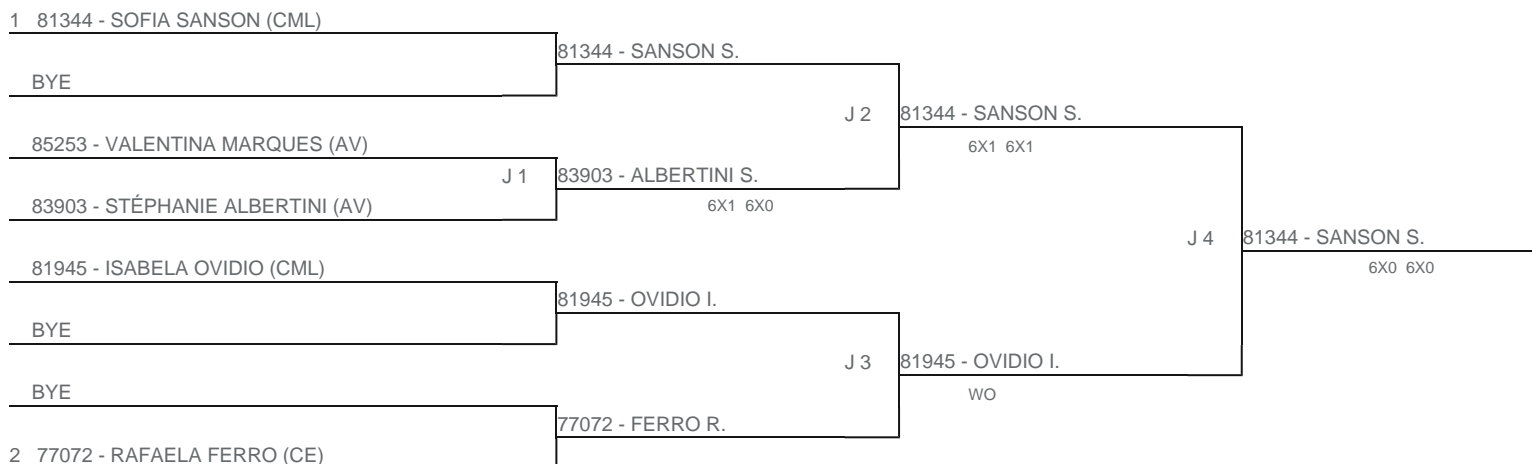 1 81344 - SOFIA SANSON (CML)
81344 - SANSON S.
BYE
J 2 81344 - SANSON S.
6X1 6X1
85253 - VALENTINA MARQUES (AV)
J 1 83903 - ALBERTINI S.
6X1 6X0
83903 - STÉPHANIE ALBERTINI (AV)
J 4 81344 - SANSON S.
6X0 6X0
81945 - ISABELA OVIDIO (CML)
81945 - OVIDIO I.
BYE
J 3 81945 - OVIDIO I.
WO
BYE
77072 - FERRO R.
2 77072 - RAFAELA FERRO (CE)